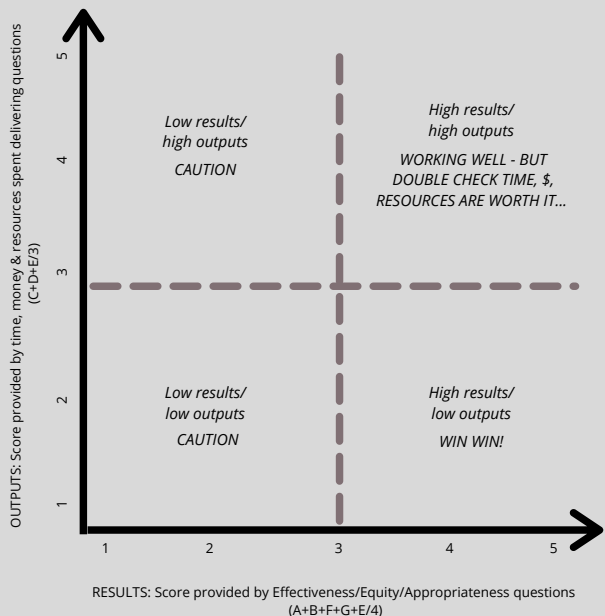 OUTPUTS: Score provided by time, money & resources spent delivering questions
(C+D+E/3)
5
4
3
2
1
Low results/
high outputs
CAUTION
High results/
high outputs
WORKING WELL - BUT
DOUBLE CHECK TIME, $,
RESOURCES ARE WORTH IT...
Low results/
low outputs
CAUTION
High results/
low outputs
WIN WIN!
1 2 3 4 5
RESULTS: Score provided by Effectiveness/Equity/Appropriateness questions
(A+B+F+G+E/4)